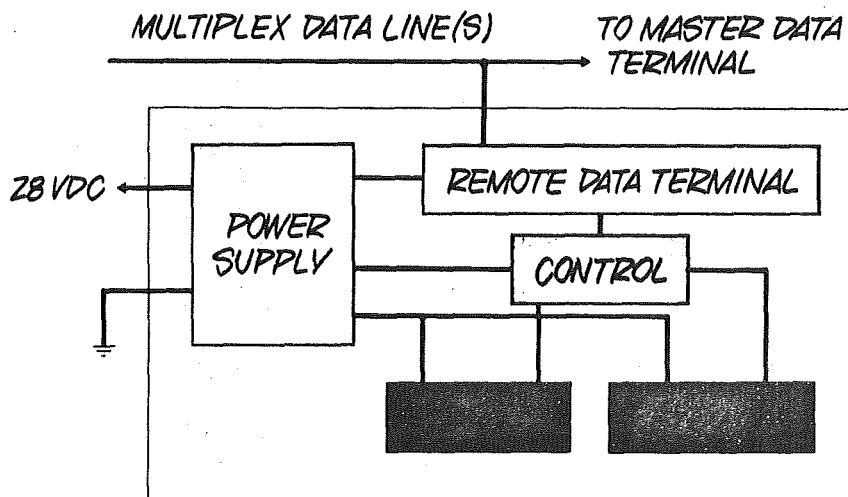 MULTIPLEX DATA LINE(S)
TO MASTER DATA
TERMINAL
28 VDC
POWER
SUPPLY
REMOTE DATA TERMINAL
CONTROL